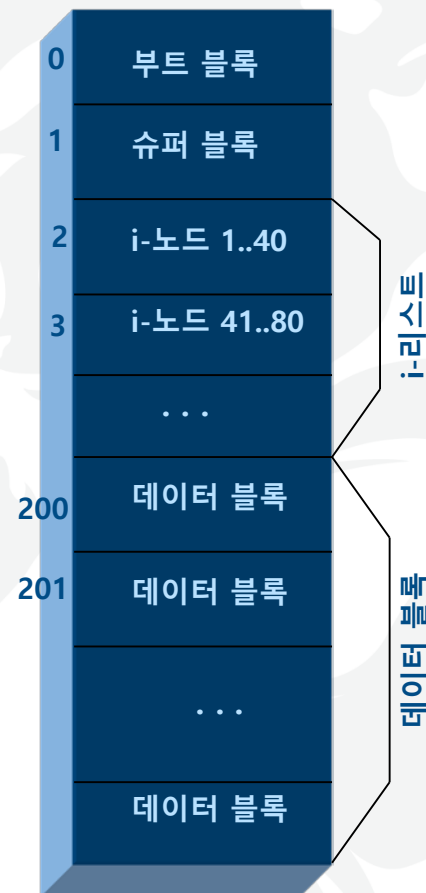 0
부트 블록
1
슈퍼 블록
2
i-노드 1..40
3
i-노드 41..80
. . .
i-리스트
200
데이터 블록
201
데이터 블록
. . .
데이터 블록
데이터 블록